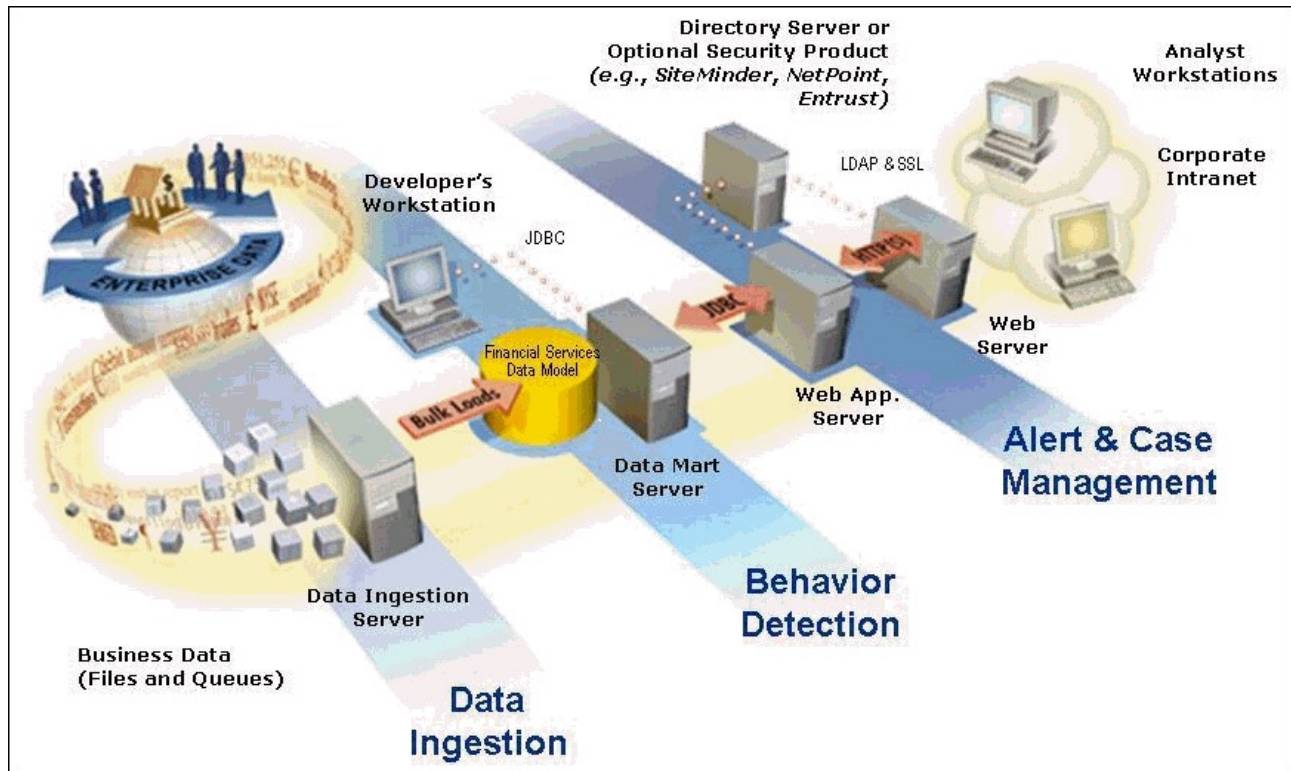 Directory Server or
Optional Security Product
(e.g., SiteMinder, NetPoint,
Entrust)
Analyst
Workstations
LDAP & SSL
Corporate
Intranet
Developer's
Workstation
JDBC
ENTERPRISE DATA
HTTP(S)
JDBC
Web
Server
Financial Services
Data Model
Web App.
Server
Bulk Loads
Alert & Case
Management
Data Mart
Server
Behavior
Detection
Data Ingestion
Server
Business Data
(Files and Queues)
Data
Ingestion